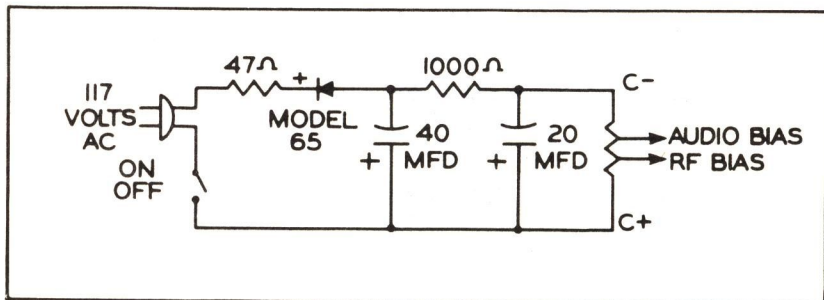 117
VOLTS
AC
ON
OFF
47Ω
+
MODEL
65
1000Ω
40
MFD
+
20
MFD
+
C-
AUDIO BIAS
RF BIAS
C+